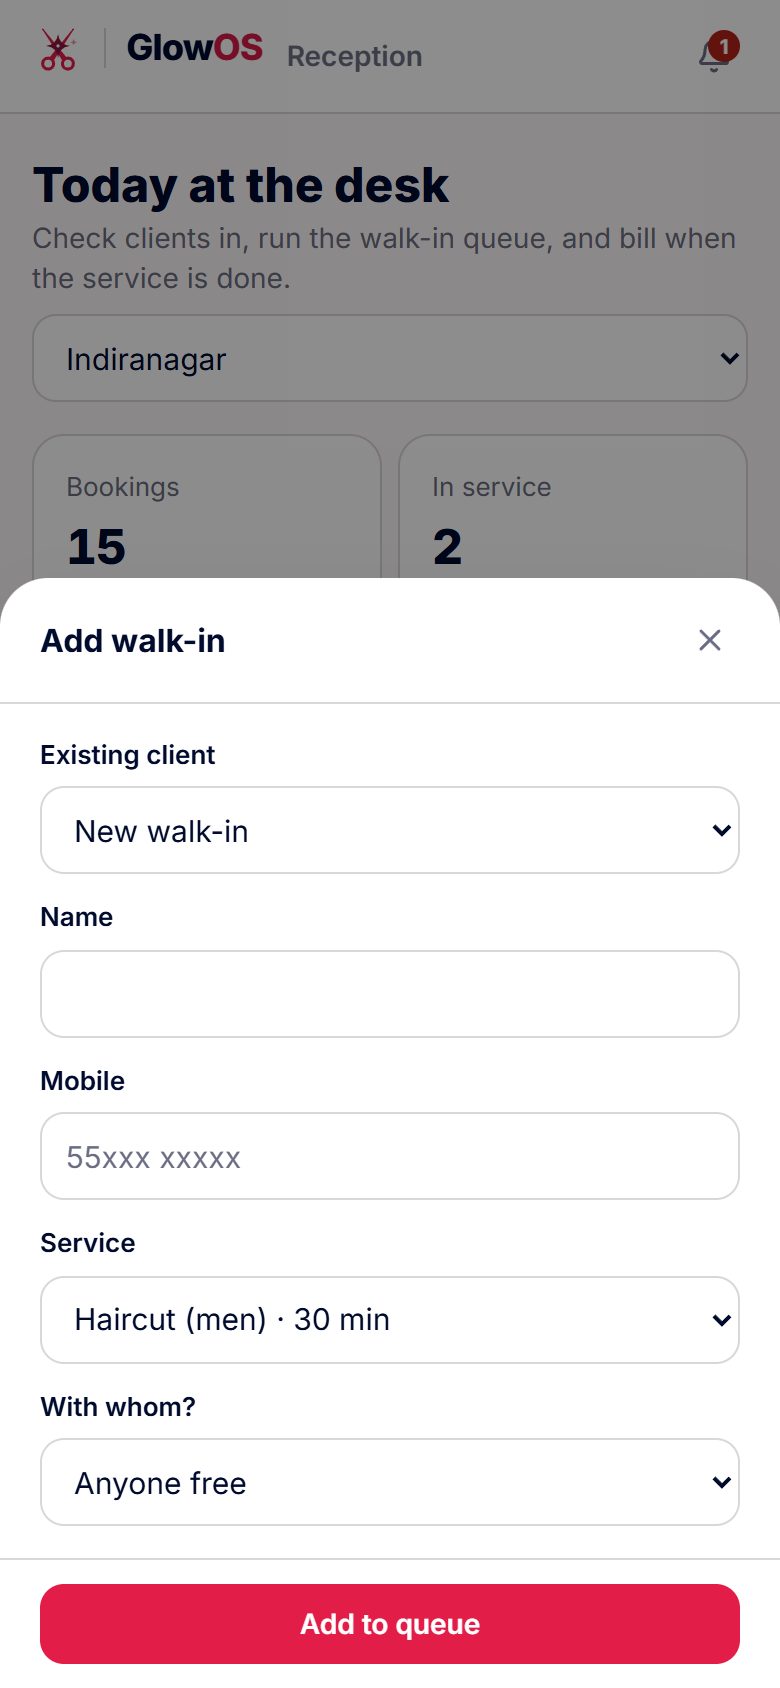 GlowOS Reception 1
Today at the desk
Check clients in, run the walk-in queue, and bill when
the service is done.
Indiranagar
Bookings In service
15 2
Add walk-in
Existing client
New walk-in
Name
Mobile
55xxx xxxxx
Service
Haircut (men) · 30 min
With whom?
Anyone free
Add to queue